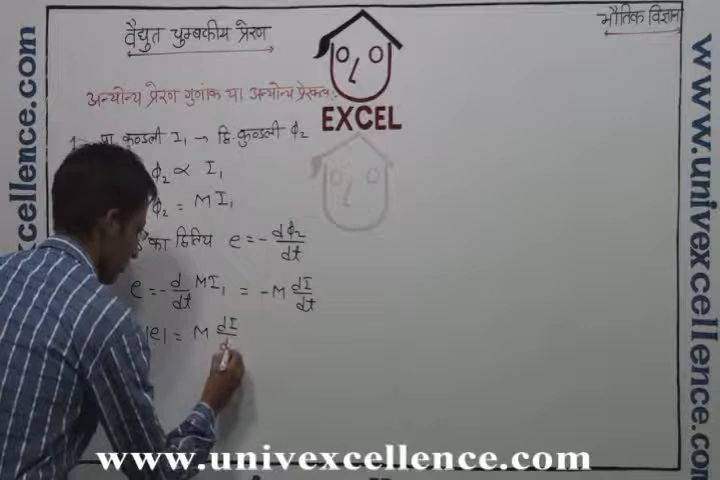 वैद्युत चुम्बकीय प्रेरण
भौतिक विज्ञान
EXCEL
अन्योन्य प्रेरण गुणांक या अन्योन्य प्रेरकत्व :-
कुण्डली I₁ → द्वि. कुण्डली ϕ₂
ϕ₂ ∝ I₁
ϕ₂ = M I₁
का द्वितिय e = - dϕ₂/dt
e = - d/dt MI₁ = -M dI/dt
|e| = M dI/d
www.univexcellence.com
www.univexcellence.com
xcellence.com